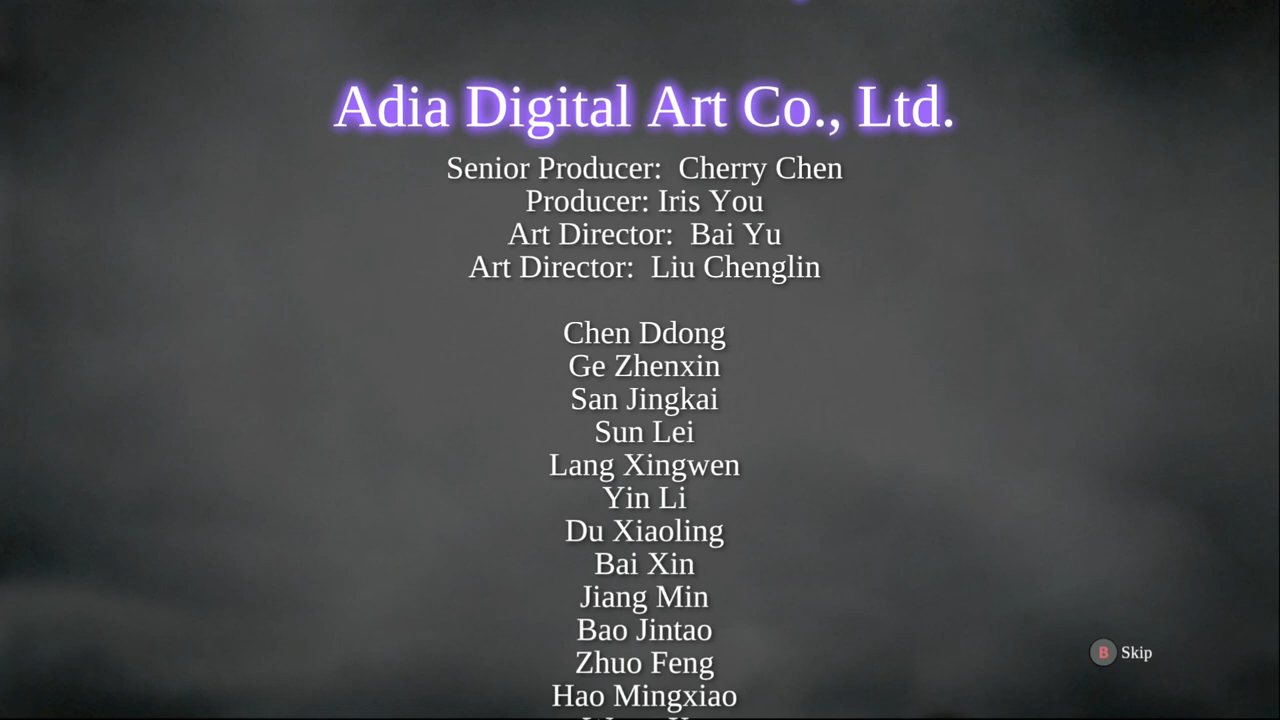 Adia Digital Art Co., Ltd.
Senior Producer:  Cherry Chen
Producer: Iris You
Art Director:  Bai Yu
Art Director:  Liu Chenglin
Chen Ddong
Ge Zhenxin
San Jingkai
Sun Lei
Lang Xingwen
Yin Li
Du Xiaoling
Bai Xin
Jiang Min
Bao Jintao
Zhuo Feng
B Skip
Hao Mingxiao